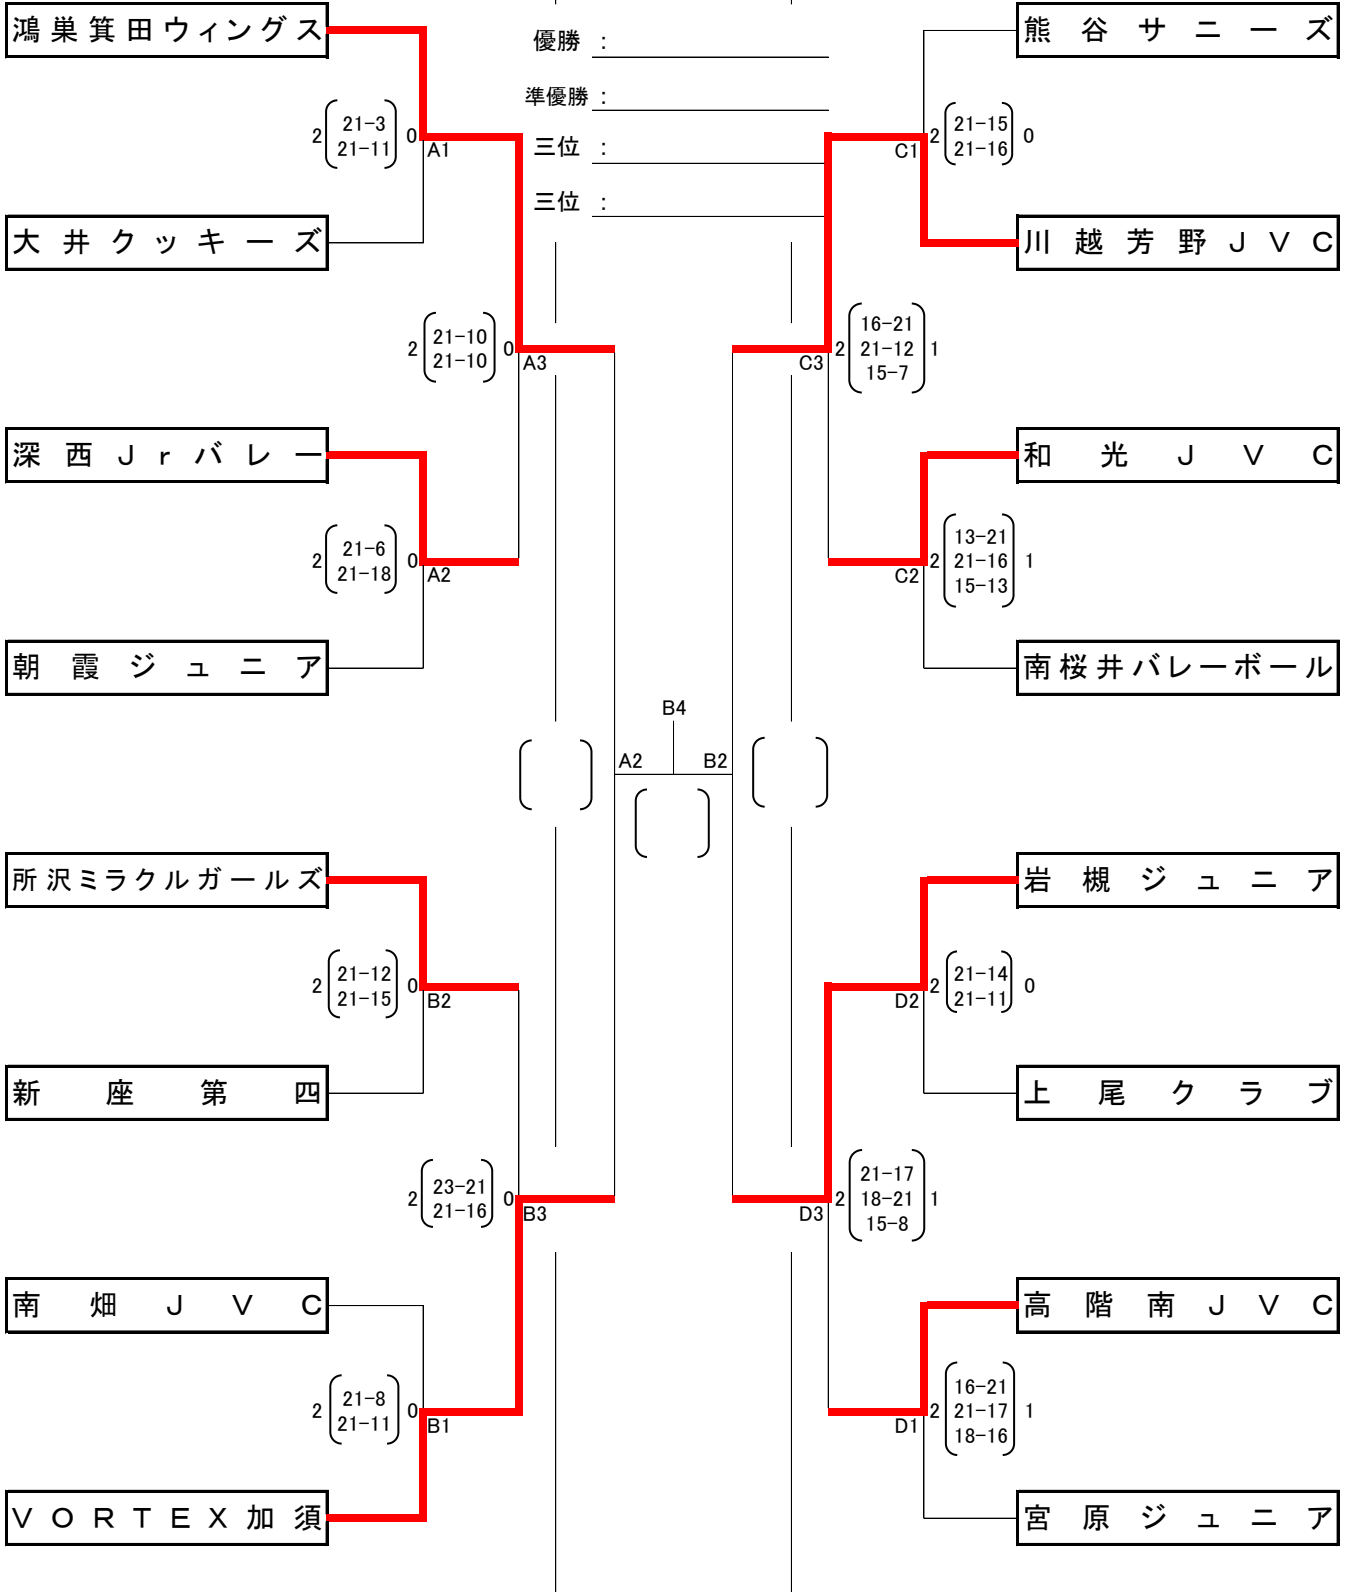 鴻巣箕田ウィングス
優勝 :
熊谷サニーズ
準優勝 :
2 21-3 0
21-11
A1
三位 :
C1
2 21-15 0
21-16
三位 :
大井クッキーズ
川越芳野JVC
2 21-10 0
21-10
A3
C3
2 16-21 1
21-12
15-7
深西Jrバレー
和光JVC
2 21-6 0
21-18
A2
C2
2 13-21 1
21-16
15-13
朝霞ジュニア
南桜井バレーボール
B4
A2
B2
所沢ミラクルガールズ
岩槻ジュニア
2 21-12 0
21-15
B2
D2
2 21-14 0
21-11
新座第四
上尾クラブ
2 23-21 0
21-16
B3
D3
2 21-17 1
18-21
15-8
南畑JVC
高階南JVC
2 21-8 0
21-11
B1
D1
2 16-21 1
21-17
18-16
VORTEX加須
宮原ジュニア